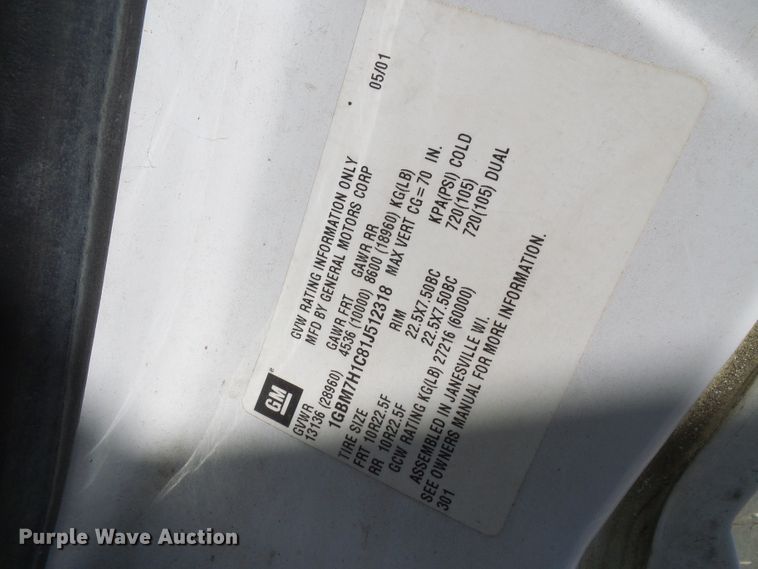 05/01
GVW RATING INFORMATION ONLY
MFD BY GENERAL MOTORS CORP
GM®
GVWR GAWR FRT GAWR RR
13136 (28960) 4536 (10000) 8600 (18960) KG(LB)
1GBM7H1C81J512318 MAX VERT CG = 70 IN.
TIRE SIZE RIM KPA(PSI) COLD
FRT 10R22.5F 22.5X7.50BC 720(105)
RR 10R22.5F 22.5X7.50BC 720(105) DUAL
GCW RATING KG(LB) 27216 (60000)
ASSEMBLED IN JANESVILLE WI.
SEE OWNERS MANUAL FOR MORE INFORMATION.
301
Purple Wave Auction®